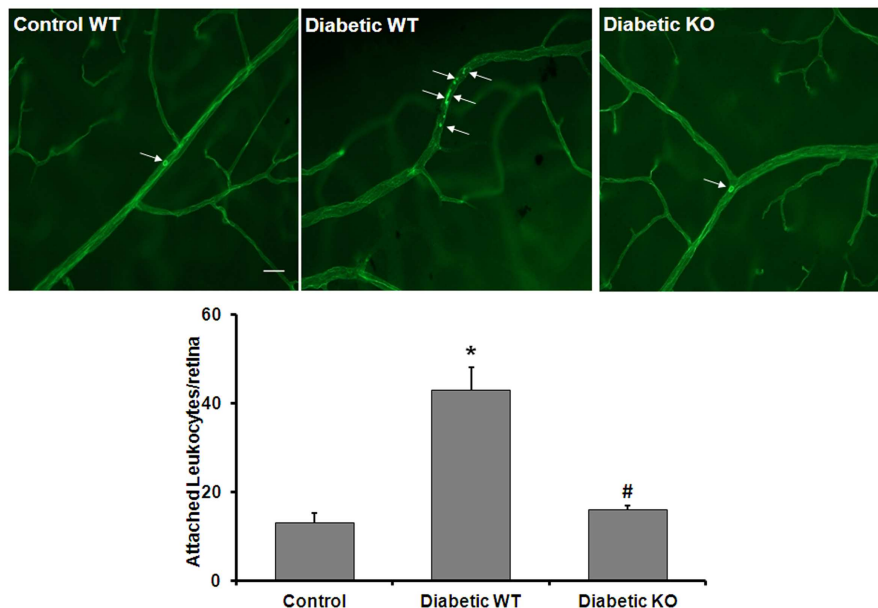 Control WT
Diabetic WT
Diabetic KO
60
40
20
0
Attached Leukocytes/retina
*
#
Control
Diabetic WT
Diabetic KO